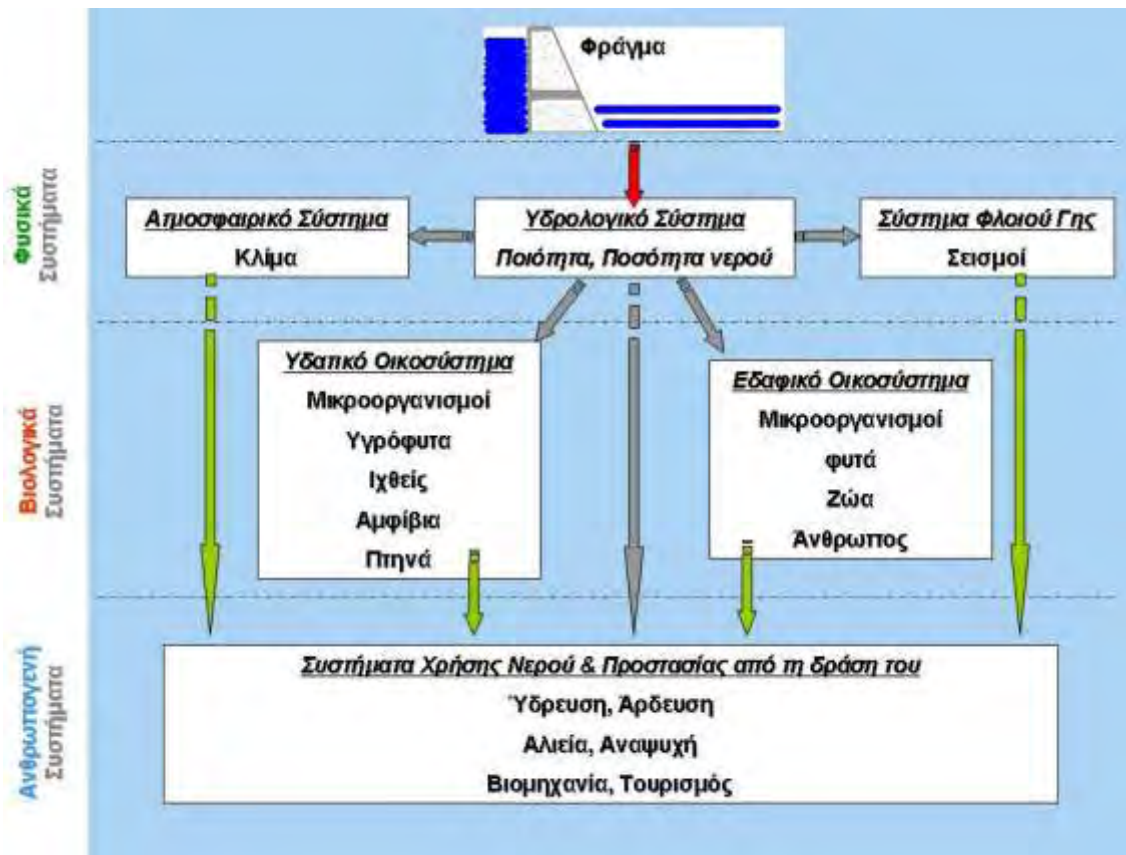 Φράγμα
Φυσικά
Συστήματα
Ατμοσφαιρικό Σύστημα
Κλίμα
Υδρολογικό Σύστημα
Ποιότητα, Ποσότητα νερού
Σύστημα Φλοιού Γης
Σεισμοί
Βιολογικά
Συστήματα
Υδατικό Οικοσύστημα
Μικροοργανισμοί
Υγρόφυτα
Ιχθείς
Αμφίβια
Πτηνά
Εδαφικό Οικοσύστημα
Μικροοργανισμοί
φυτά
Ζώα
Άνθρωπος
Ανθρωπογενή
Συστήματα
Συστήματα Χρήσης Νερού & Προστασίας από τη δράση του
Ύδρευση, Άρδευση
Αλιεία, Αναψυχή
Βιομηχανία, Τουρισμός